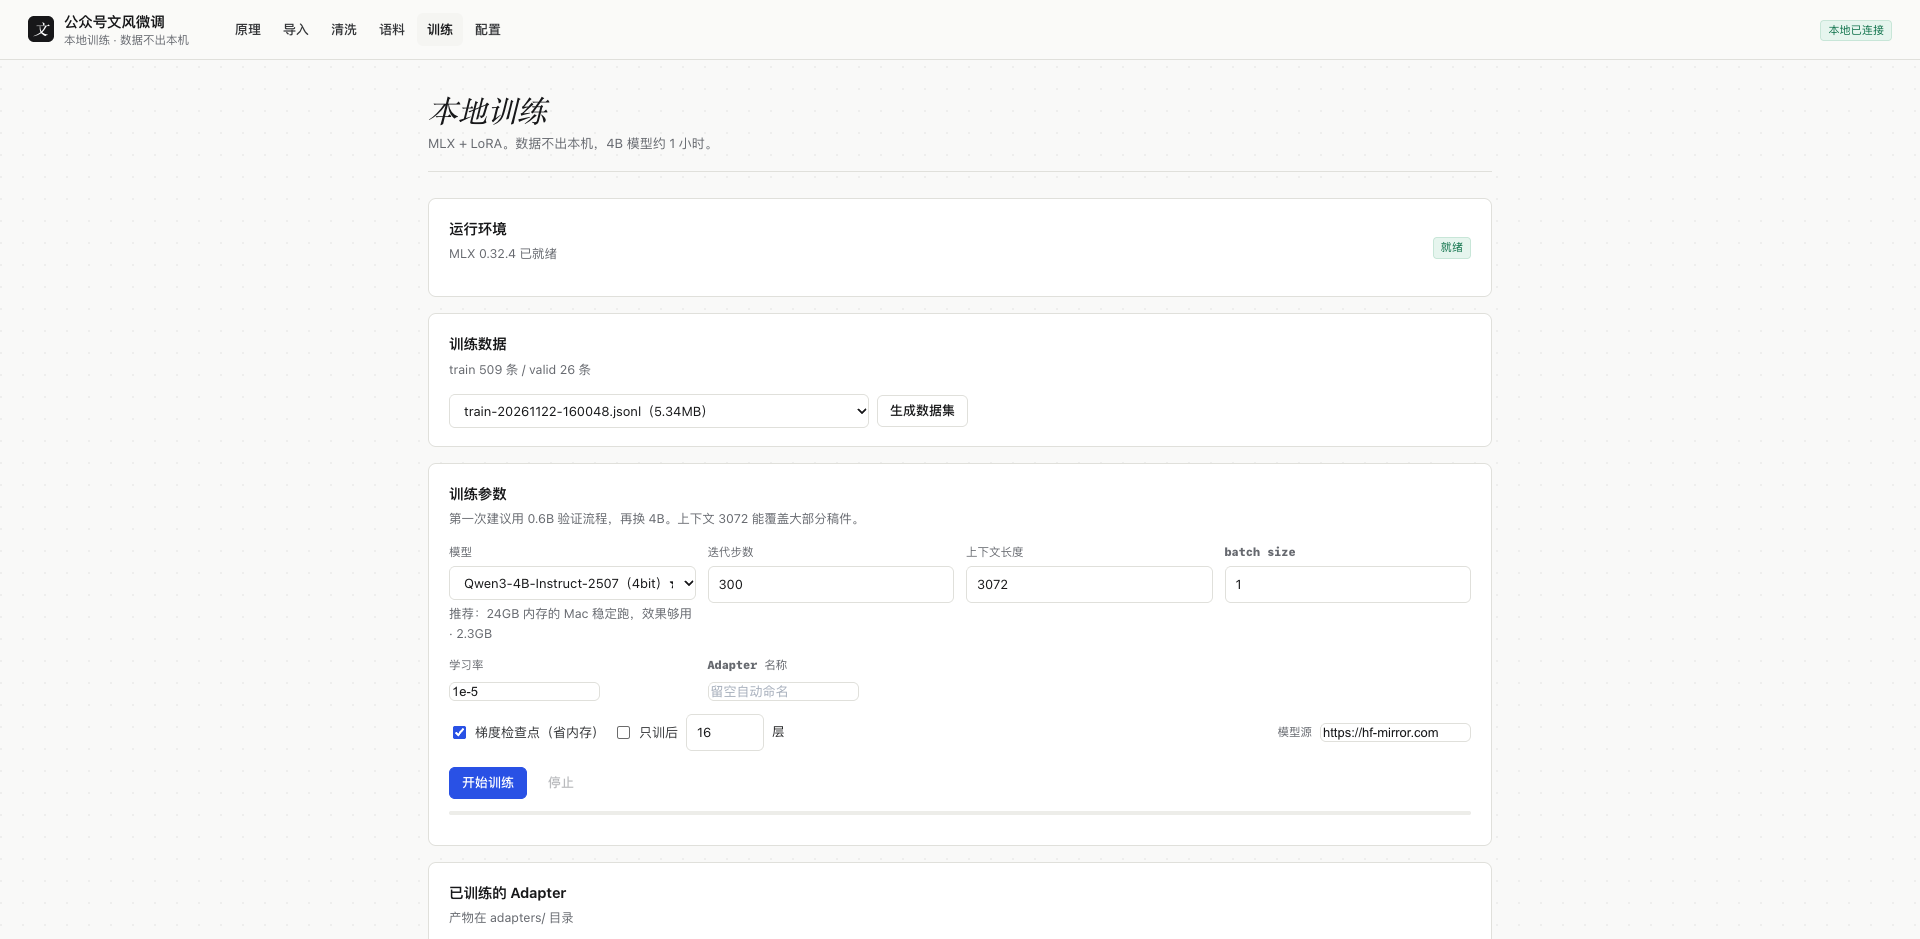 文
公众号文风微调
本地训练 · 数据不出本机
原理
导入
清洗
语料
训练
配置
本地已连接
本地训练
MLX + LoRA。数据不出本机，4B 模型约 1 小时。
运行环境
MLX 0.32.4 已就绪
就绪
训练数据
train 509 条 / valid 26 条
train-20261122-160048.jsonl（5.34MB）
生成数据集
训练参数
第一次建议用 0.6B 验证流程，再换 4B。上下文 3072 能覆盖大部分稿件。
模型
迭代步数
上下文长度
batch size
Qwen3-4B-Instruct-2507（4bit）
300
3072
1
推荐：24GB 内存的 Mac 稳定跑，效果够用
· 2.3GB
学习率
Adapter 名称
1e-5
留空自动命名
梯度检查点（省内存）
只训后
16
层
模型源
https://hf-mirror.com
开始训练
停止
已训练的 Adapter
产物在 adapters/ 目录